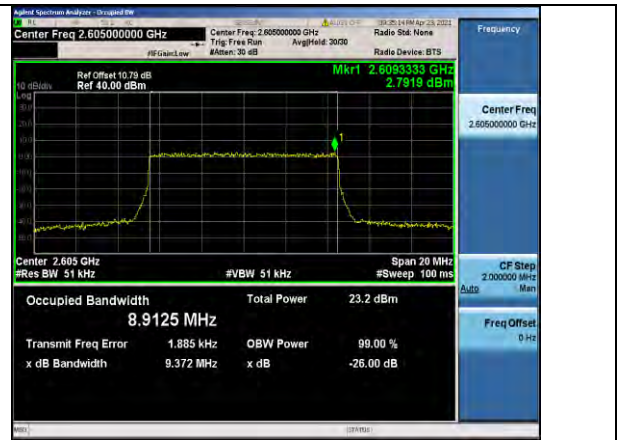 Agilent Spectrum Analyzer - Occupied BW
Center Freq 2.605000000 GHz
Center Freq: 2.605000000 GHz
Radio Std: None
Trig: Free Run
Avg|Hold: 30/30
#IFGain:Low
#Atten: 30 dB
Radio Device: BTS
Frequency
Mkr1 2.6093333 GHz
2.7919 dBm
Ref Offset 10.79 dB
10 dB/div
Ref 40.00 dBm
Log
1
Center Freq
2.605000000 GHz
Center 2.605 GHz
Span 20 MHz
#Res BW 51 kHz
#VBW 51 kHz
#Sweep 100 ms
CF Step
2.000000 MHz
Auto
Man
Occupied Bandwidth
Total Power
23.2 dBm
8.9125 MHz
Transmit Freq Error
1.885 kHz
OBW Power
99.00 %
x dB Bandwidth
9.372 MHz
x dB
-26.00 dB
Freq Offset
0 Hz
MSG
STATUS